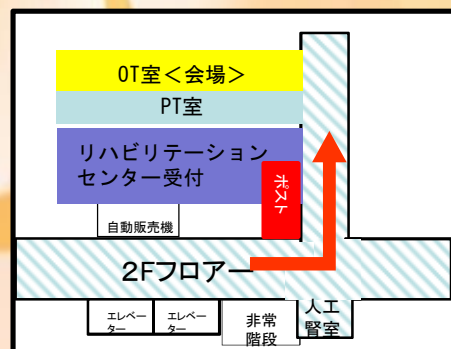 OT室＜会場＞
PT室
リハビリテーション
センター受付
ポスト
自動販売機
2Fフロアー
エレベー
ター
エレベー
ター
非常
階段
人工
腎室